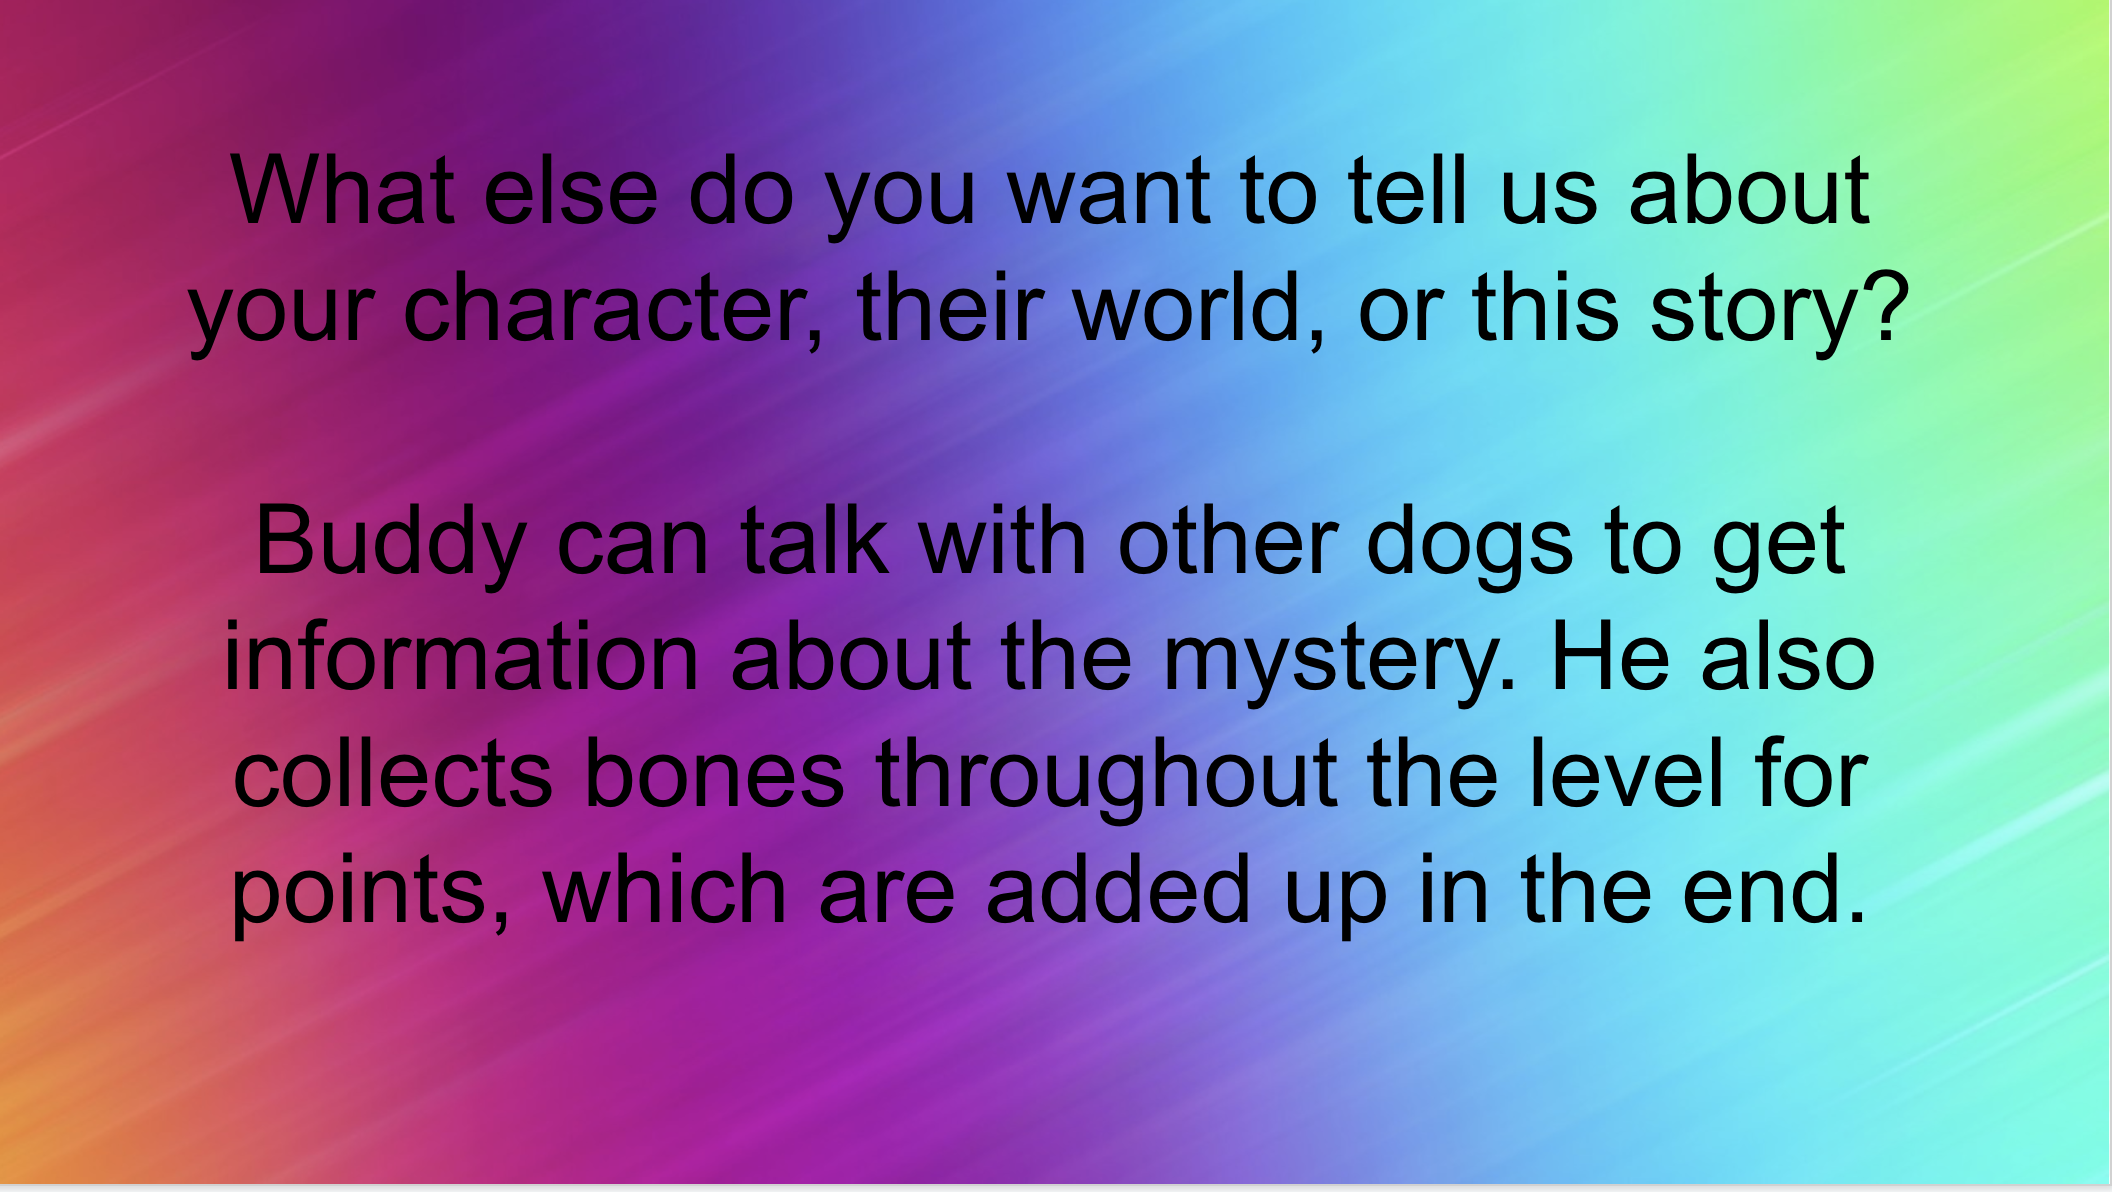 What else do you want to tell us about
your character, their world, or this story?
Buddy can talk with other dogs to get
information about the mystery. He also
collects bones throughout the level for
points, which are added up in the end.